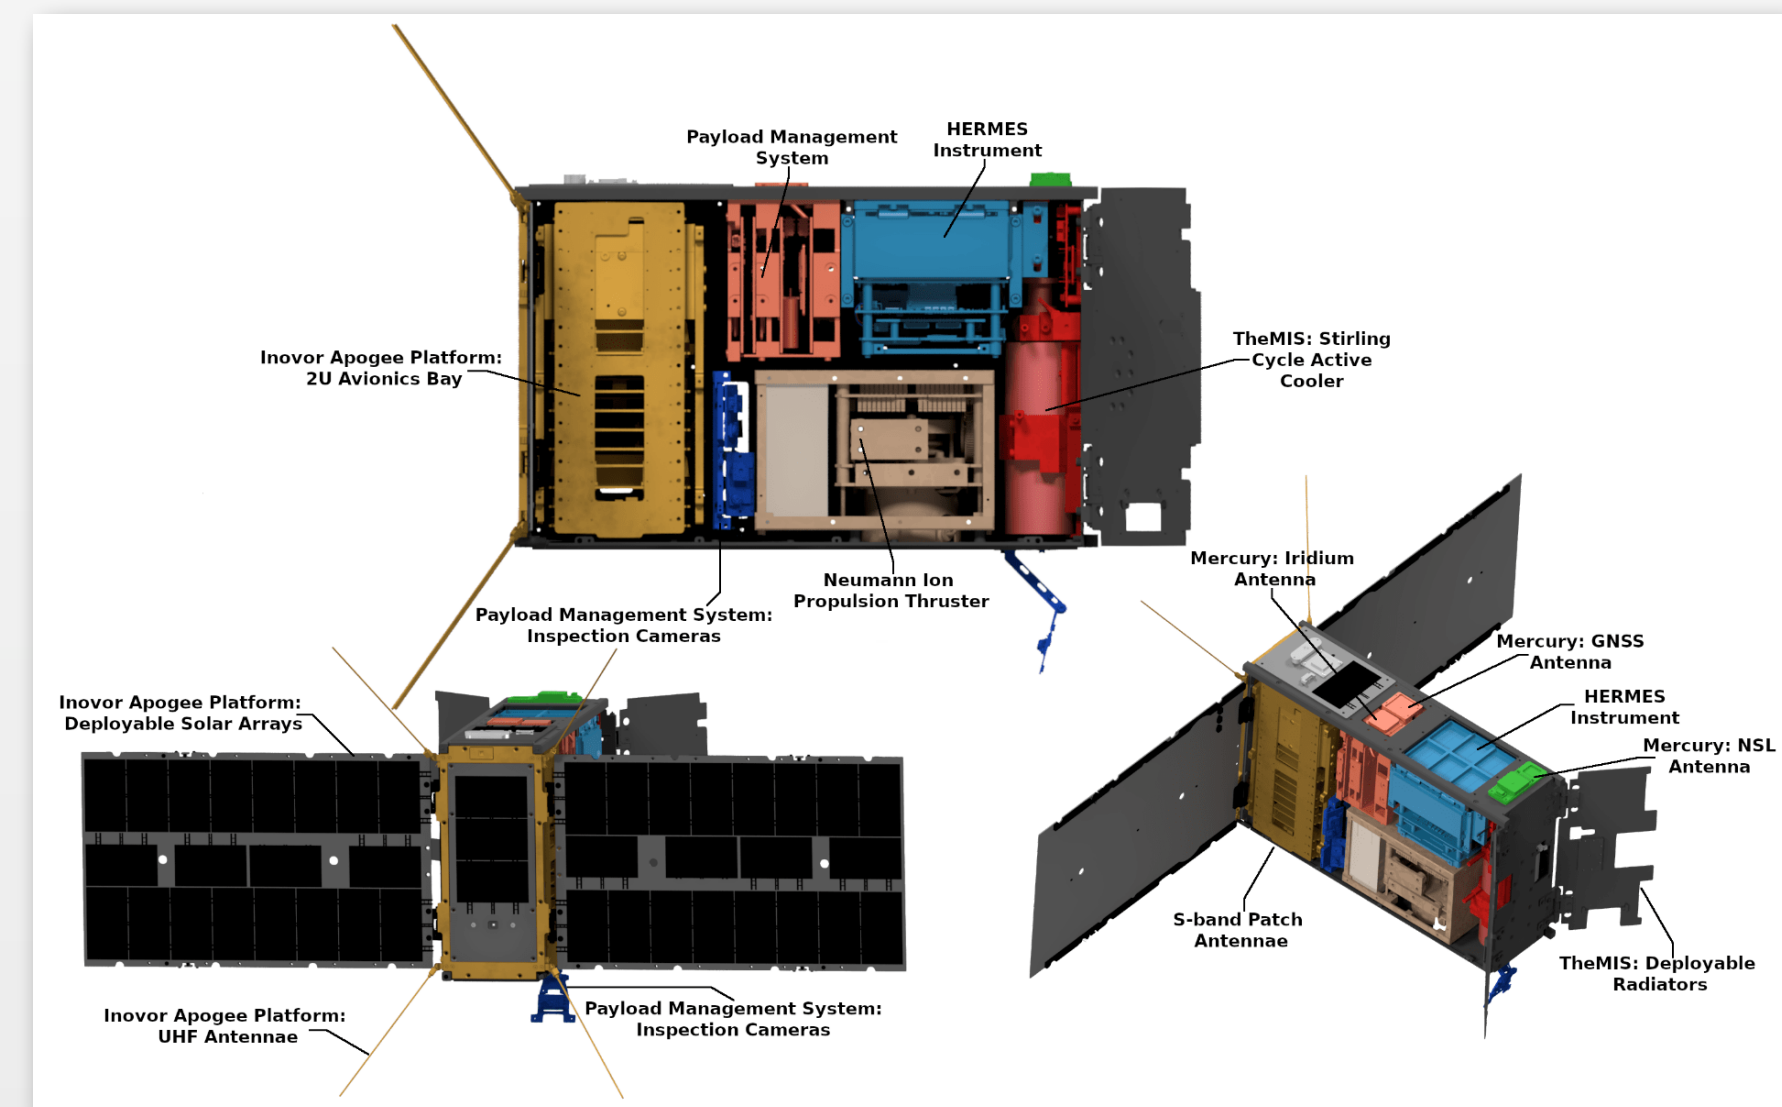 Payload Management
System
HERMES
Instrument
Inovor Apogee Platform:
2U Avionics Bay
TheMIS: Stirling
Cycle Active
Cooler
Neumann Ion
Propulsion Thruster
Payload Management System:
Inspection Cameras
Inovor Apogee Platform:
Deployable Solar Arrays
Inovor Apogee Platform:
UHF Antennae
Payload Management System:
Inspection Cameras
Mercury: Iridium
Antenna
Mercury: GNSS
Antenna
HERMES
Instrument
Mercury: NSL
Antenna
S-band Patch
Antennae
TheMIS: Deployable
Radiators